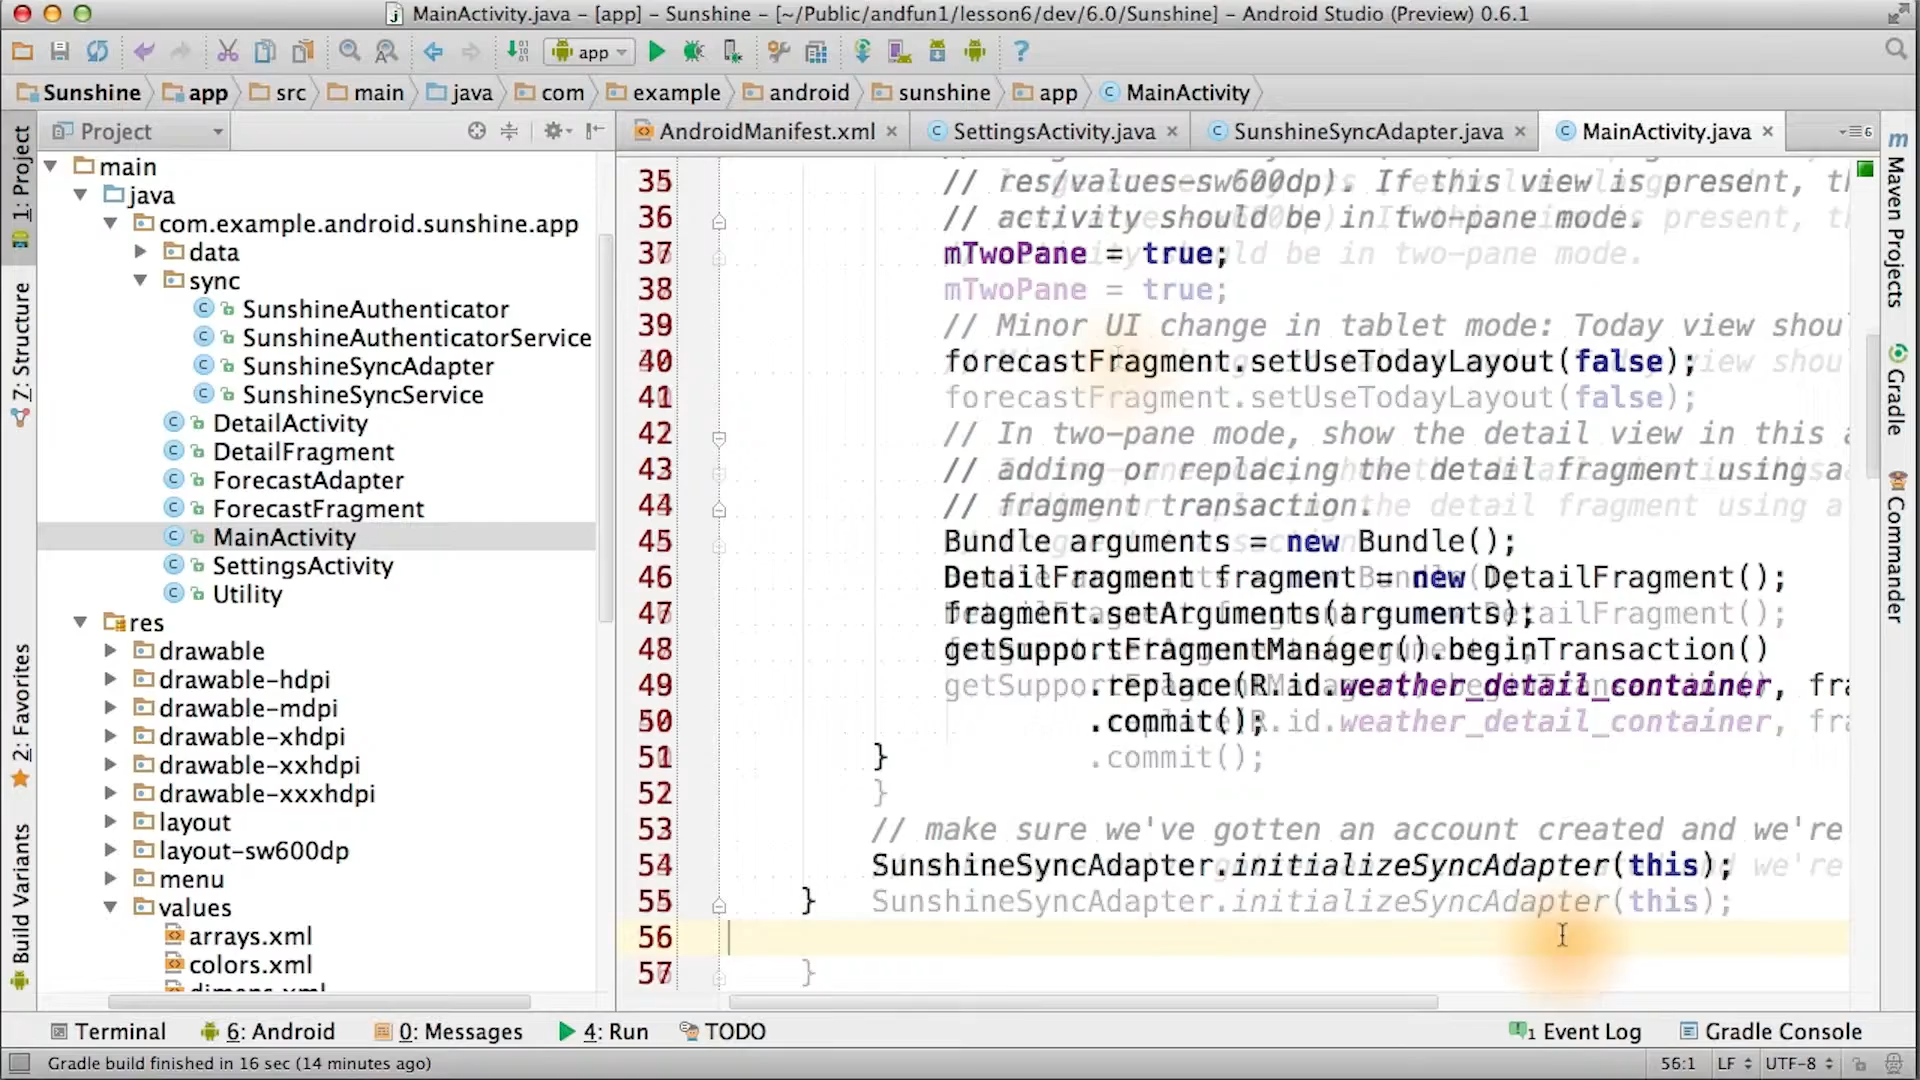 MainActivity.java – [app] – Sunshine – [~/Public/andfun1/lesson6/dev/6.0/Sunshine] – Android Studio (Preview) 0.6.1
app
Sunshine app src main java com example android sunshine app MainActivity
1: Project
7: Structure
2: Favorites
Build Variants
Project
main
java
com.example.android.sunshine.app
data
sync
SunshineAuthenticator
SunshineAuthenticatorService
SunshineSyncAdapter
SunshineSyncService
DetailActivity
DetailFragment
ForecastAdapter
ForecastFragment
MainActivity
SettingsActivity
Utility
res
drawable
drawable-hdpi
drawable-mdpi
drawable-xhdpi
drawable-xxhdpi
drawable-xxxhdpi
layout
layout-sw600dp
menu
values
arrays.xml
colors.xml
dimens.xml
AndroidManifest.xml SettingsActivity.java SunshineSyncAdapter.java MainActivity.java 6
35 // res/values-sw600dp). If this view is present, th
36 // activity should be in two-pane mode.
37 mTwoPane = true;
38 mTwoPane = true;
39 // Minor UI change in tablet mode: Today view shou
40 forecastFragment.setUseTodayLayout(false);
41 forecastFragment.setUseTodayLayout(false);
42 // In two-pane mode, show the detail view in this a
43 // adding or replacing the detail fragment using a
44 // fragment transaction.
45 Bundle arguments = new Bundle();
46 DetailFragment fragment = new DetailFragment();
47 fragment.setArguments(arguments);
48 getSupportFragmentManager().beginTransaction()
49 .replace(R.id.weather_detail_container, fra
50 .commit();
51 }
.commit();
52 }
53 // make sure we've gotten an account created and we're
54 SunshineSyncAdapter.initializeSyncAdapter(this);
55 } SunshineSyncAdapter.initializeSyncAdapter(this);
56
57 }
Maven Projects
Gradle
Commander
Terminal 6: Android 0: Messages 4: Run TODO 1 Event Log Gradle Console
Gradle build finished in 16 sec (14 minutes ago) 56:1 LF UTF-8